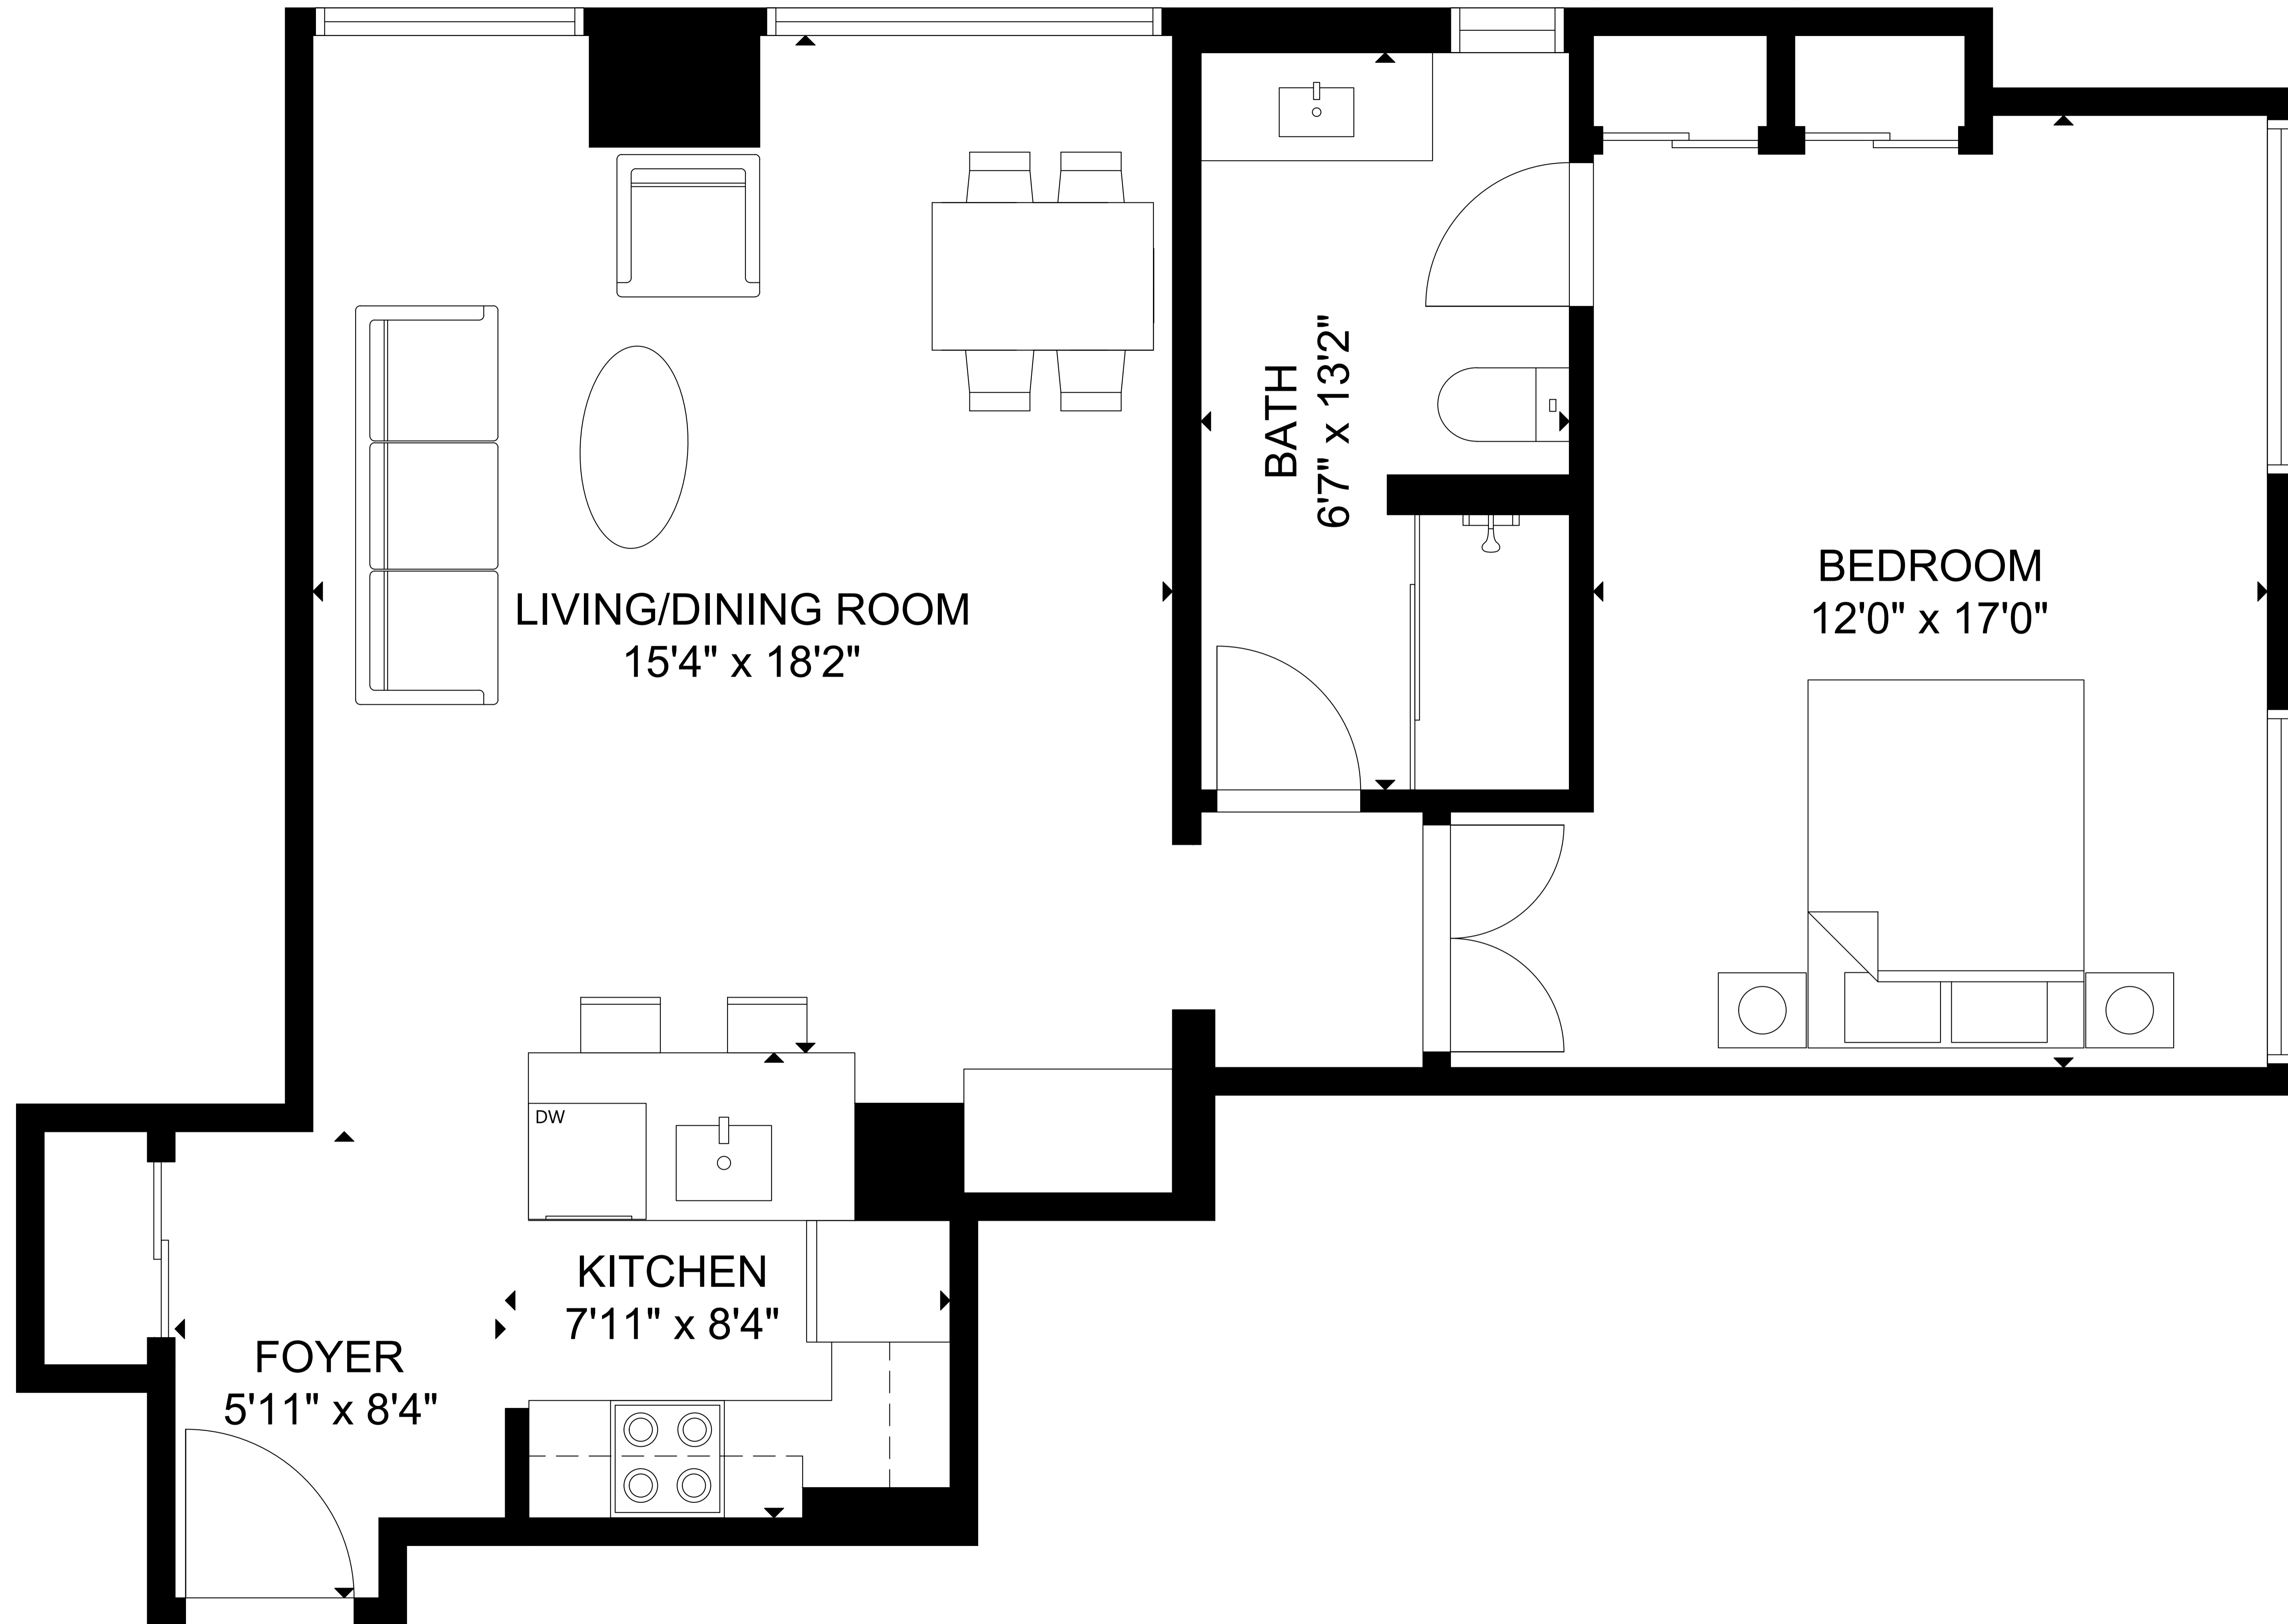 BATH
6'7" x 13'2"
BEDROOM
12'0" x 17'0"
LIVING/DINING ROOM
15'4" x 18'2"
DW
KITCHEN
7'11" x 8'4"
FOYER
5'11" x 8'4"